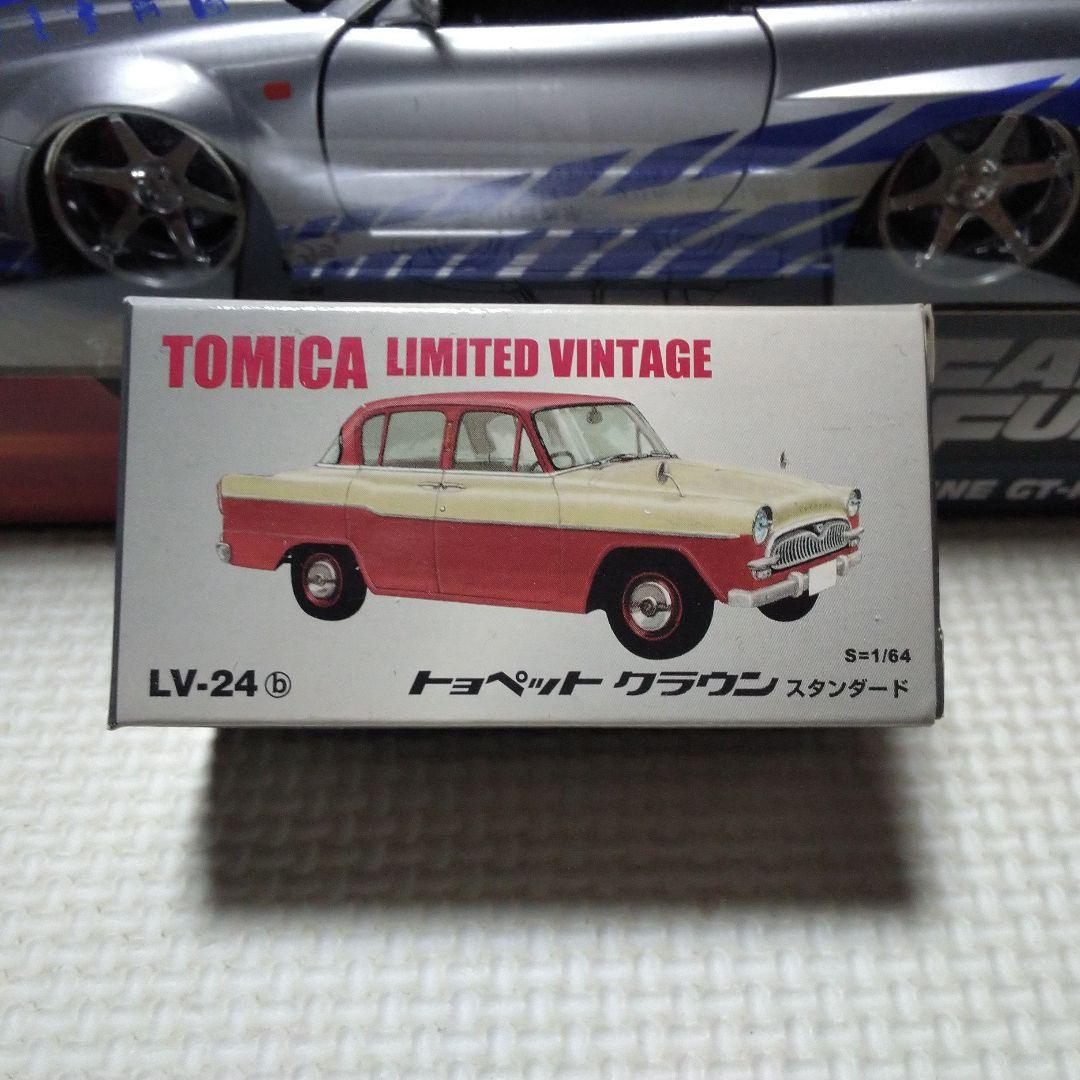 TOMICA LIMITED VINTAGE
S=1/64
LV-24 ⓑ トヨペット クラウン スタンダード